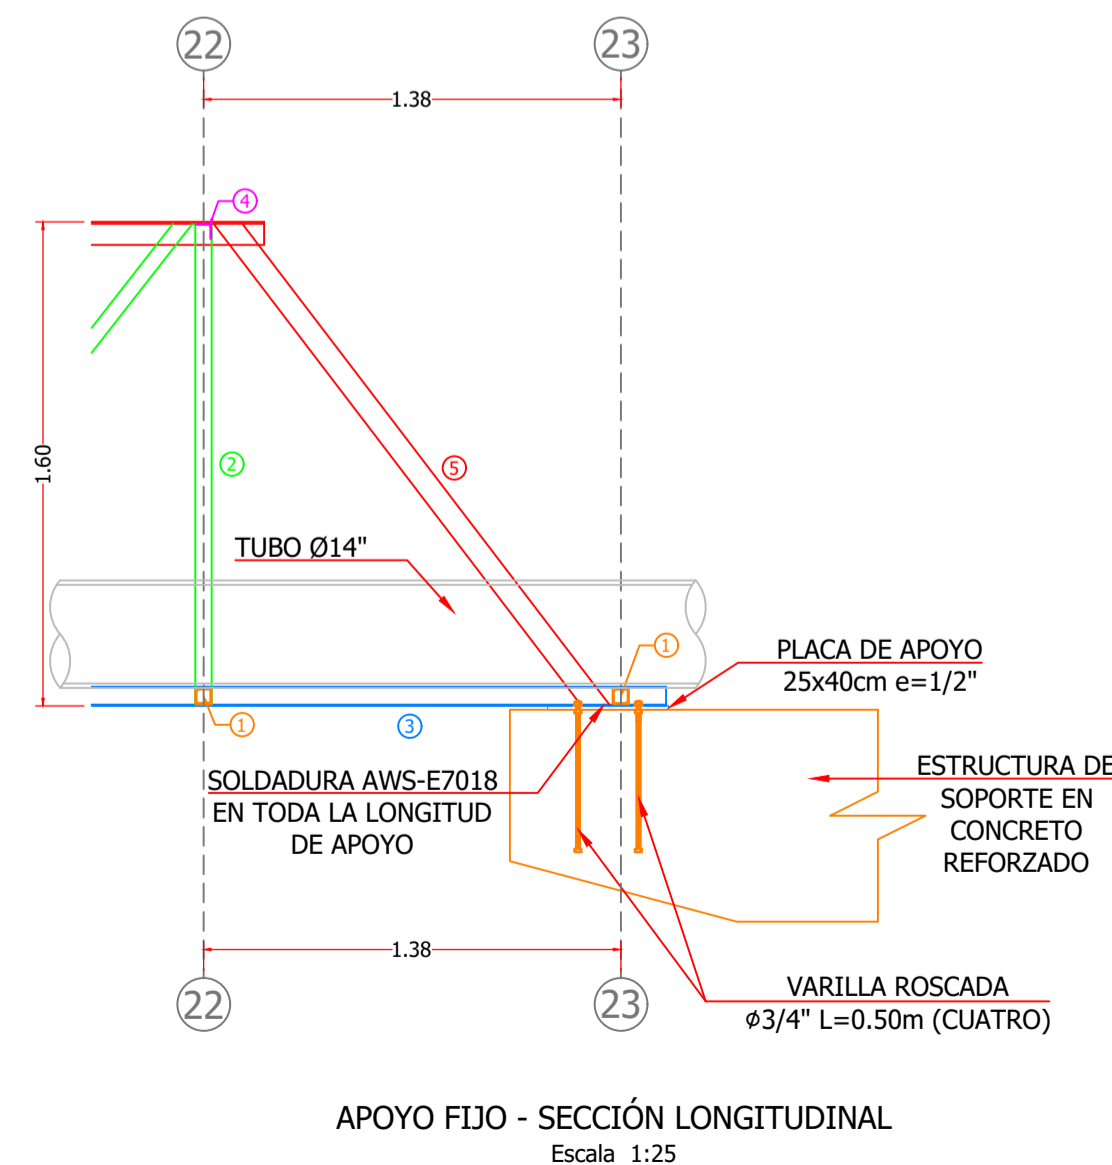 22
23
1.38
4
1.60
2
5
TUBO Ø14"
1
PLACA DE APOYO
25x40cm e=1/2"
1
3
SOLDADURA AWS-E7018
EN TODA LA LONGITUD
DE APOYO
ESTRUCTURA DE
SOPORTE EN
CONCRETO
REFORZADO
1.38
22
23
VARILLA ROSCADA
Ø3/4" L=0.50m (CUATRO)
APOYO FIJO - SECCIÓN LONGITUDINAL
Escala 1:25